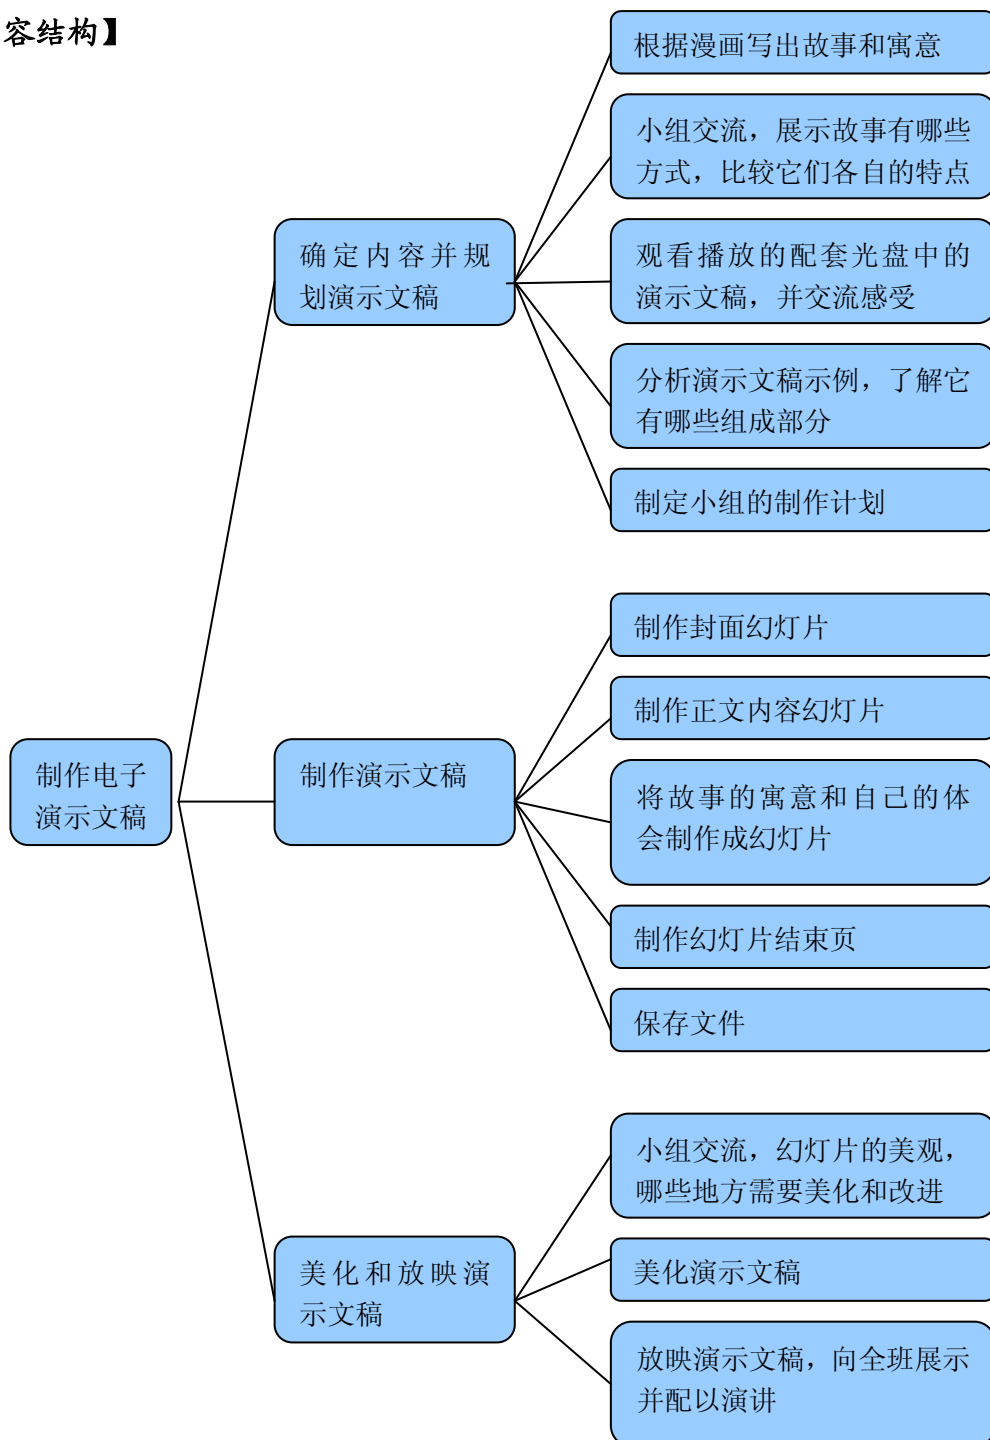 容结构】
根据漫画写出故事和寓意
小组交流，展示故事有哪些
方式，比较它们各自的特点
确定内容并规
划演示文稿
观看播放的配套光盘中的
演示文稿，并交流感受
分析演示文稿示例，了解它
有哪些组成部分
制定小组的制作计划
制作电子
演示文稿
制作演示文稿
制作封面幻灯片
制作正文内容幻灯片
将故事的寓意和自己的体
会制作成幻灯片
制作幻灯片结束页
保存文件
美化和放映演
示文稿
小组交流，幻灯片的美观，
哪些地方需要美化和改进
美化演示文稿
放映演示文稿，向全班展示
并配以演讲